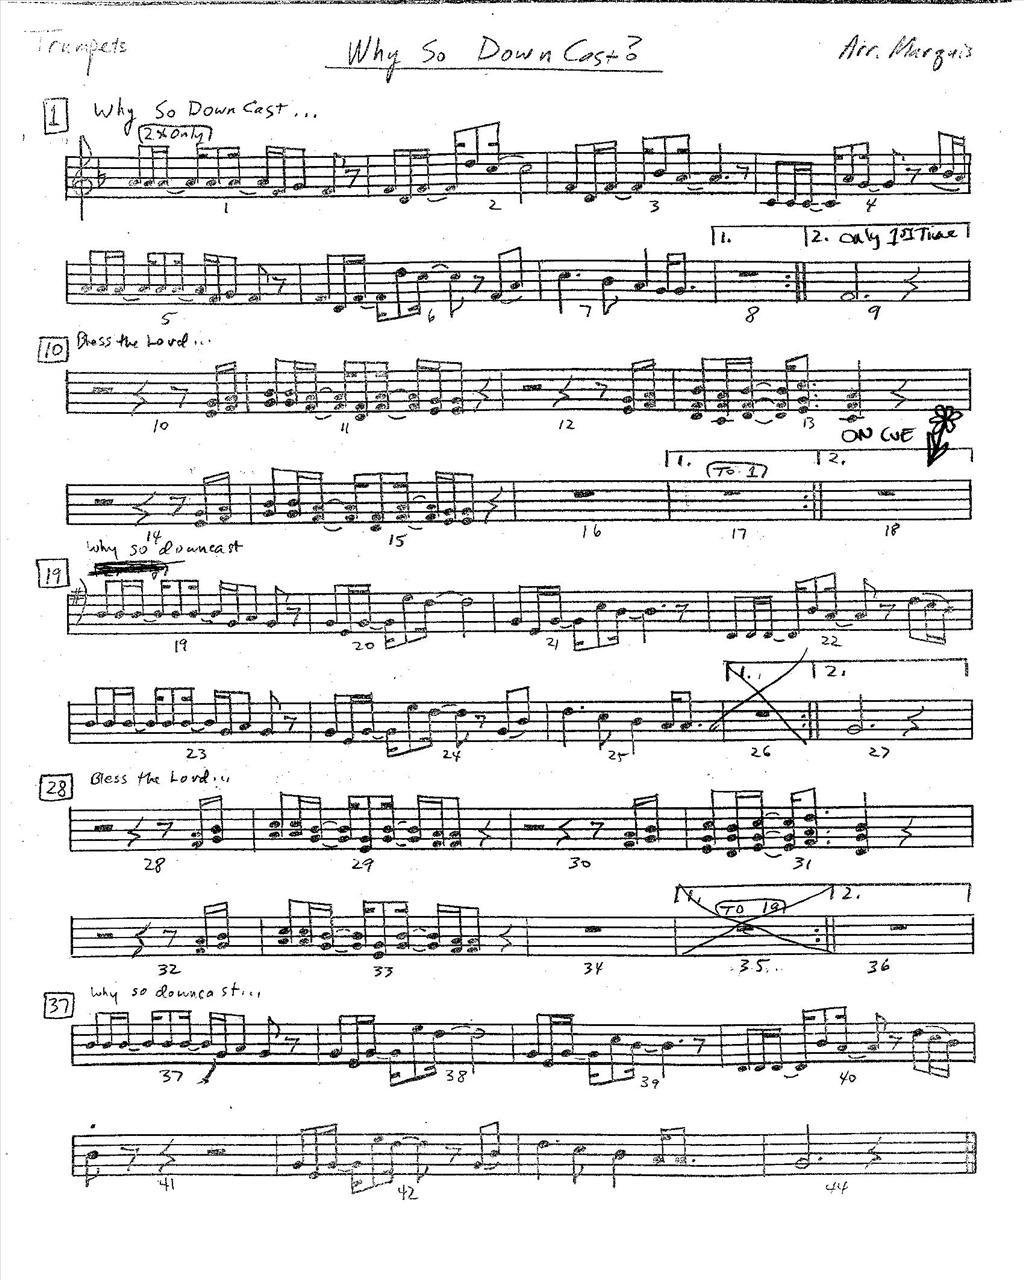 Trumpets Why So DownCast? Arr. Marquis
1 Why So DownCast...
2x Only
1 2 3 4
1. 2. Only 1st Time
5 6 7 8 9
10 Bless the Lord...
10 11 12 13
ON CUE
1. TO 1 2.
14 15 16 17 18
19 Why so downcast
19 20 21 22
1. 2.
23 24 25 26 27
28 Bless the Lord...
28 29 30 31
1. TO 19 2.
32 33 34 35 36
37 Why so downcast...
37 38 39 40
41 42 44